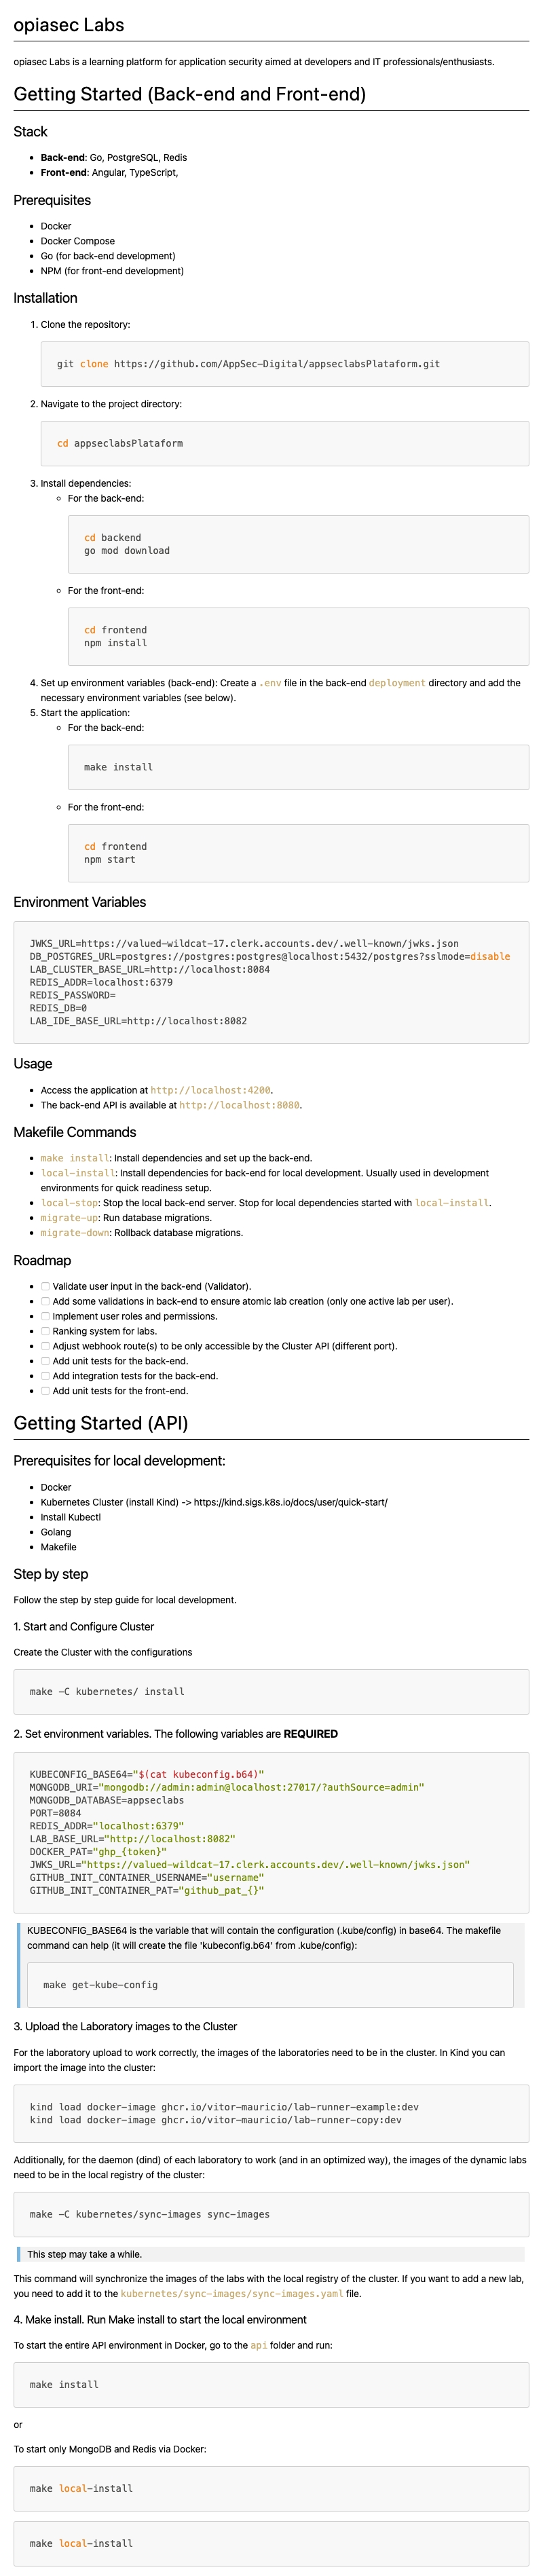 opiasec Labs
opiasec Labs is a learning platform for application security aimed at developers and IT professionals/enthusiasts.
Getting Started (Back-end and Front-end)
Stack
• Back-end: Go, PostgreSQL, Redis
• Front-end: Angular, TypeScript,
Prerequisites
• Docker
• Docker Compose
• Go (for back-end development)
• NPM (for front-end development)
Installation
1. Clone the repository:
git clone https://github.com/AppSec-Digital/appseclabsPlataform.git
2. Navigate to the project directory:
cd appseclabsPlataform
3. Install dependencies:
◦ For the back-end:
cd backend
go mod download
◦ For the front-end:
cd frontend
npm install
4. Set up environment variables (back-end): Create a .env file in the back-end deployment directory and add the
necessary environment variables (see below).
5. Start the application:
◦ For the back-end:
make install
◦ For the front-end:
cd frontend
npm start
Environment Variables
JWKS_URL=https://valued-wildcat-17.clerk.accounts.dev/.well-known/jwks.json
DB_POSTGRES_URL=postgres://postgres:postgres@localhost:5432/postgres?sslmode=disable
LAB_CLUSTER_BASE_URL=http://localhost:8084
REDIS_ADDR=localhost:6379
REDIS_PASSWORD=
REDIS_DB=0
LAB_IDE_BASE_URL=http://localhost:8082
Usage
• Access the application at http://localhost:4200.
• The back-end API is available at http://localhost:8080.
Makefile Commands
• make install: Install dependencies and set up the back-end.
• local-install: Install dependencies for back-end for local development. Usually used in development
environments for quick readiness setup.
• local-stop: Stop the local back-end server. Stop for local dependencies started with local-install.
• migrate-up: Run database migrations.
• migrate-down: Rollback database migrations.
Roadmap
• ☐ Validate user input in the back-end (Validator).
• ☐ Add some validations in back-end to ensure atomic lab creation (only one active lab per user).
• ☐ Implement user roles and permissions.
• ☐ Ranking system for labs.
• ☐ Adjust webhook route(s) to be only accessible by the Cluster API (different port).
• ☐ Add unit tests for the back-end.
• ☐ Add integration tests for the back-end.
• ☐ Add unit tests for the front-end.
Getting Started (API)
Prerequisites for local development:
• Docker
• Kubernetes Cluster (install Kind) -> https://kind.sigs.k8s.io/docs/user/quick-start/
• Install Kubectl
• Golang
• Makefile
Step by step
Follow the step by step guide for local development.
1. Start and Configure Cluster
Create the Cluster with the configurations
make -C kubernetes/ install
2. Set environment variables. The following variables are REQUIRED
KUBECONFIG_BASE64="$(cat kubeconfig.b64)"
MONGODB_URI="mongodb://admin:admin@localhost:27017/?authSource=admin"
MONGODB_DATABASE=appseclabs
PORT=8084
REDIS_ADDR="localhost:6379"
LAB_BASE_URL="http://localhost:8082"
DOCKER_PAT="ghp_{token}"
JWKS_URL="https://valued-wildcat-17.clerk.accounts.dev/.well-known/jwks.json"
GITHUB_INIT_CONTAINER_USERNAME="username"
GITHUB_INIT_CONTAINER_PAT="github_pat_{}"
KUBECONFIG_BASE64 is the variable that will contain the configuration (.kube/config) in base64. The makefile
command can help (it will create the file 'kubeconfig.b64' from .kube/config):
make get-kube-config
3. Upload the Laboratory images to the Cluster
For the laboratory upload to work correctly, the images of the laboratories need to be in the cluster. In Kind you can
import the image into the cluster:
kind load docker-image ghcr.io/vitor-mauricio/lab-runner-example:dev
kind load docker-image ghcr.io/vitor-mauricio/lab-runner-copy:dev
Additionally, for the daemon (dind) of each laboratory to work (and in an optimized way), the images of the dynamic labs
need to be in the local registry of the cluster:
make -C kubernetes/sync-images sync-images
This step may take a while.
This command will synchronize the images of the labs with the local registry of the cluster. If you want to add a new lab,
you need to add it to the kubernetes/sync-images/sync-images.yaml file.
4. Make install. Run Make install to start the local environment
To start the entire API environment in Docker, go to the api folder and run:
make install
or
To start only MongoDB and Redis via Docker:
make local-install
make local-install